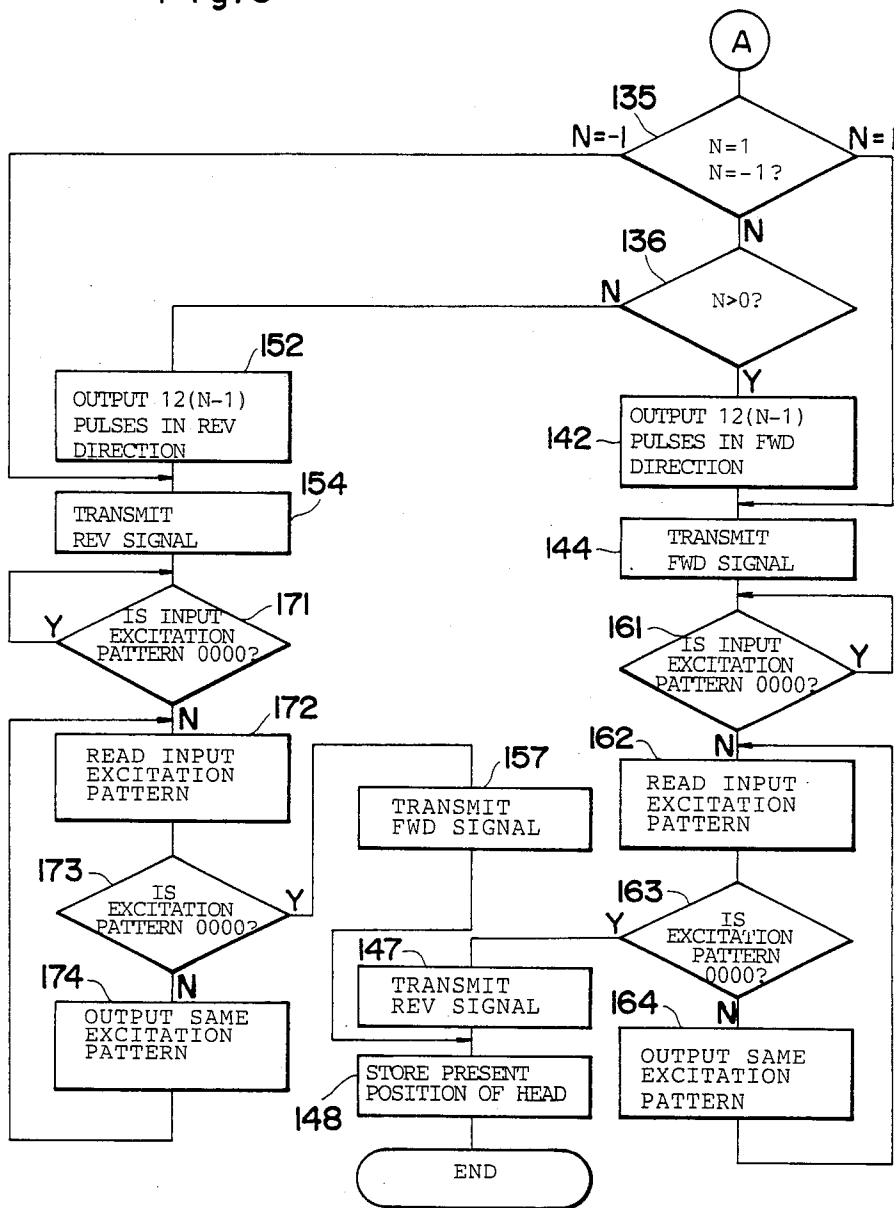 A
135
N=-1
N=1
N=1
N=-1?
N
136
N
N>0?
Y
152
OUTPUT 12(N-1)
PULSES IN REV
DIRECTION
142
OUTPUT 12(N-1)
PULSES IN FWD
DIRECTION
154
TRANSMIT
REV SIGNAL
144
TRANSMIT
FWD SIGNAL
171
Y
IS INPUT
EXCITATION
PATTERN 0000?
N
161
IS INPUT
EXCITATION
PATTERN 0000?
Y
N
172
READ INPUT
EXCITATION
PATTERN
157
TRANSMIT
FWD SIGNAL
162
READ INPUT
EXCITATION
PATTERN
173
IS
EXCITATION
PATTERN 0000?
Y
N
163
Y
IS
EXCITATION
PATTERN
0000?
N
147
TRANSMIT
REV SIGNAL
174
OUTPUT SAME
EXCITATION
PATTERN
164
OUTPUT SAME
EXCITATION
PATTERN
148
STORE PRESENT
POSITION OF HEAD
END